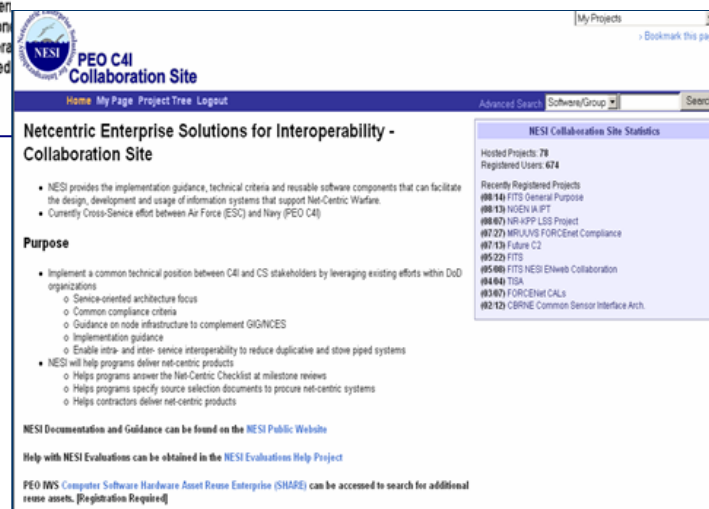 My Projects
» Bookmark this pa
NESI
PEO C4I
Collaboration Site
Home My Page Project Tree Logout
Advanced Search Software/Group Searc
Netcentric Enterprise Solutions for Interoperability -
Collaboration Site
• NESI provides the implementation guidance, technical criteria and reusable software components that can facilitate
the design, development and usage of information systems that support Net-Centric Warfare.
• Currently Cross-Service effort between Air Force (ESC) and Navy (PEO C4I)
Purpose
• Implement a common technical position between C4I and CS stakeholders by leveraging existing efforts within DoD
organizations
o Service-oriented architecture focus
o Common compliance criteria
o Guidance on node infrastructure to complement GIG/NCES
o Implementation guidance
o Enable intra- and inter- service interoperability to reduce duplicative and stove piped systems
• NESI will help programs deliver net-centric products
o Helps programs answer the Net-Centric Checklist at milestone reviews
o Helps programs specify source selection documents to procure net-centric systems
o Helps contractors deliver net-centric products
NESI Documentation and Guidance can be found on the NESI Public Website
Help with NESI Evaluations can be obtained in the NESI Evaluations Help Project
PEO IWS Computer Software Hardware Asset Reuse Enterprise (SHARE) can be accessed to search for additional
reuse assets. [Registration Required]
NESI Collaboration Site Statistics
Hosted Projects: 78
Registered Users: 674
Recently Registered Projects
(08/14) FITS General Purpose
(08/13) NGEN IA IPT
(08/07) NR-KPP LSS Project
(07/27) MRUUVS FORCEnet Compliance
(07/13) Future C2
(05/22) FITS
(05/08) FITS NESI ENweb Collaboration
(04/04) TISA
(03/07) FORCENet CALs
(02/12) CBRNE Common Sensor Interface Arch.